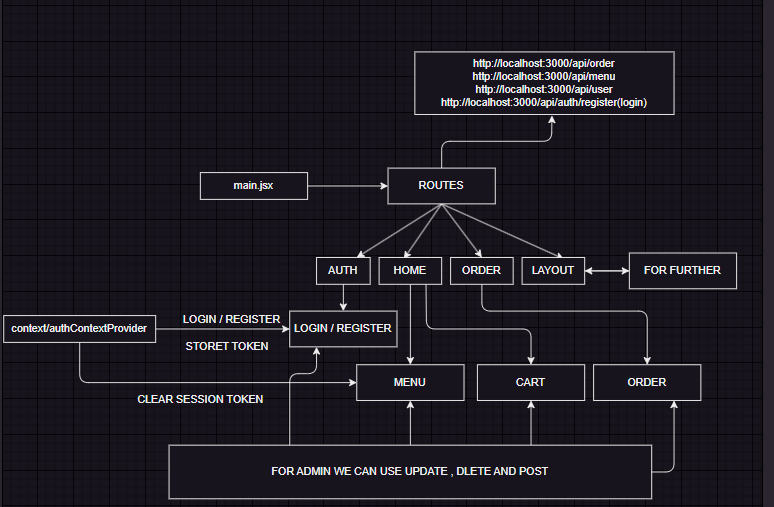 http://localhost:3000/api/order
http://localhost:3000/api/menu
http://localhost:3000/api/user
http://localhost:3000/api/auth/register(login)
main.jsx
ROUTES
AUTH
HOME
ORDER
LAYOUT
FOR FURTHER
context/authContextProvider
LOGIN / REGISTER
STORET TOKEN
LOGIN / REGISTER
MENU
CART
ORDER
CLEAR SESSION TOKEN
FOR ADMIN WE CAN USE UPDATE , DLETE AND POST